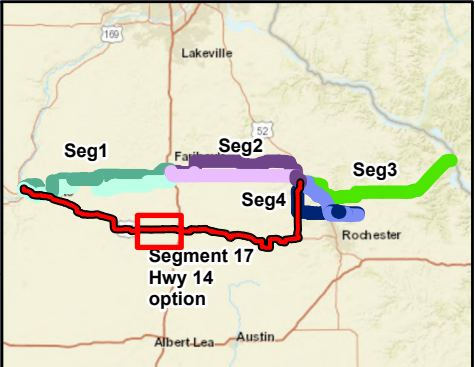 169
Lakeville
52
Seg1
Seg2
Seg3
Seg4
Rochester
Segment 17
Hwy 14
option
Albert Lea
Austin